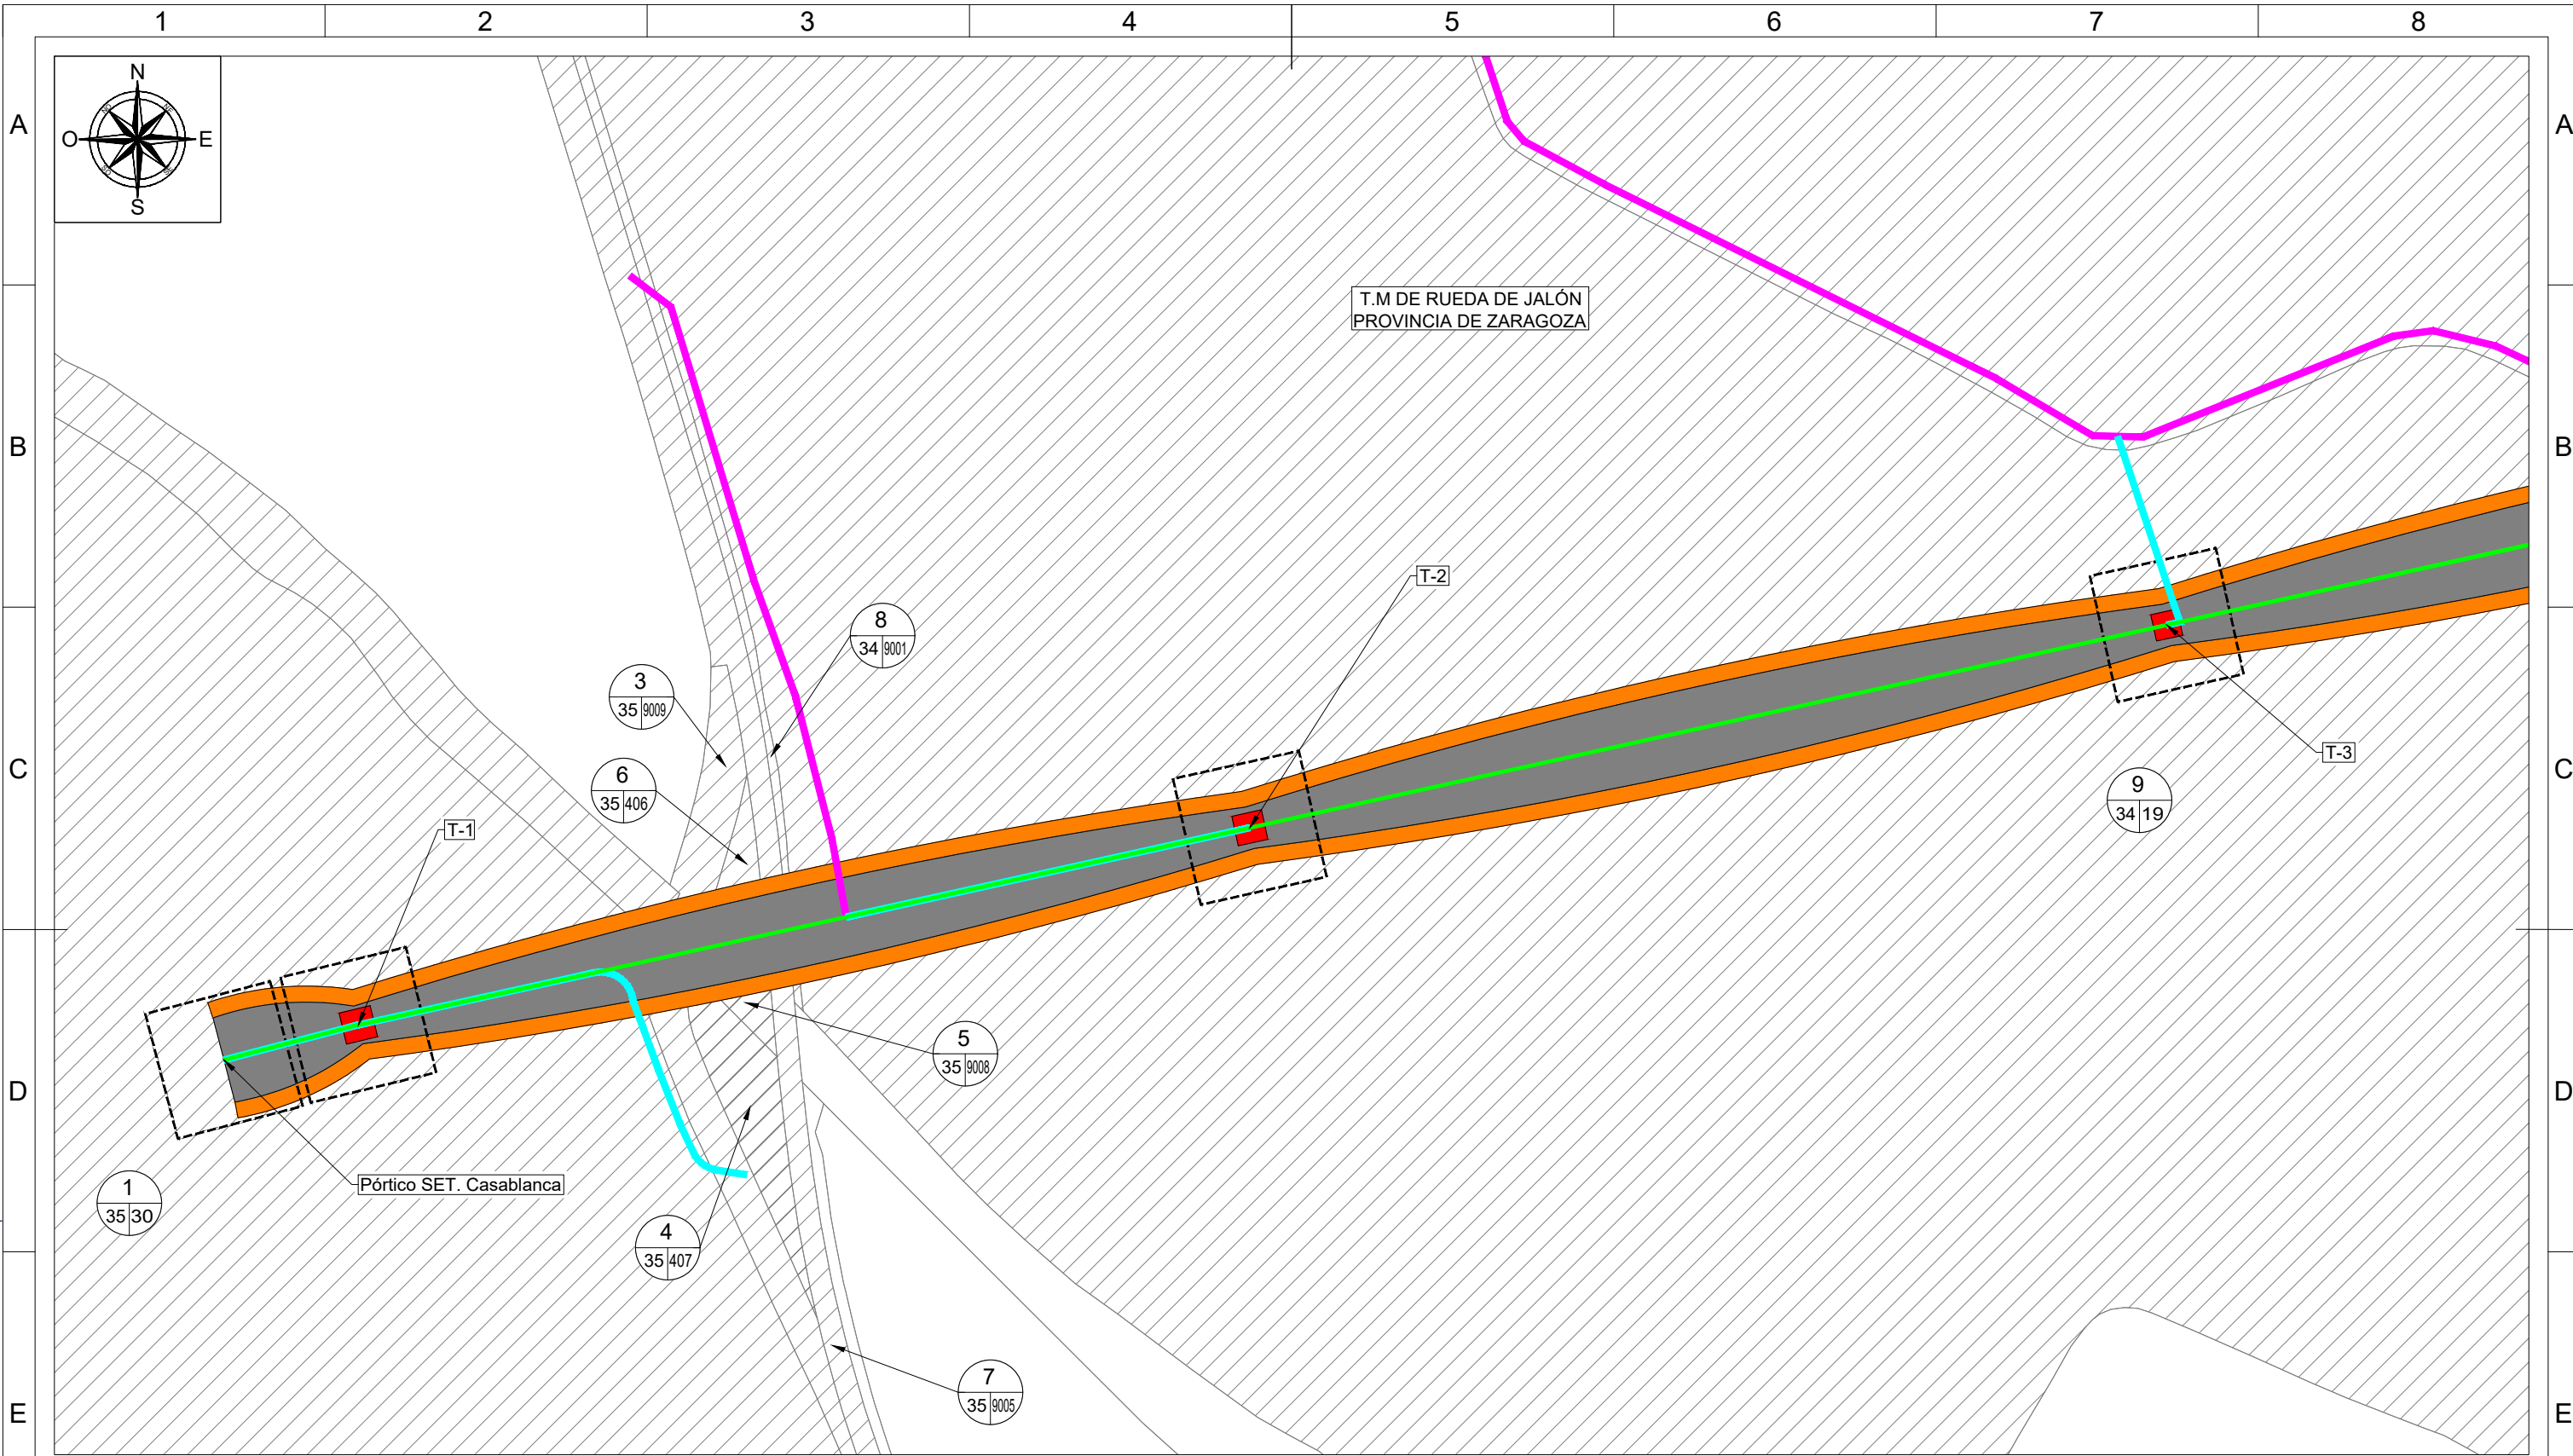 1 2 3 4 5 6 7 8
A A
N
O E
S
T.M DE RUEDA DE JALÓN
PROVINCIA DE ZARAGOZA
B B
T-2
8
34 9001
3
35 9009
T-3
C C
6
35 406
9
34 19
T-1
5
35 9008
D D
Pórtico SET. Casablanca
1
35 30
4
35 407
7
35 9005
E E